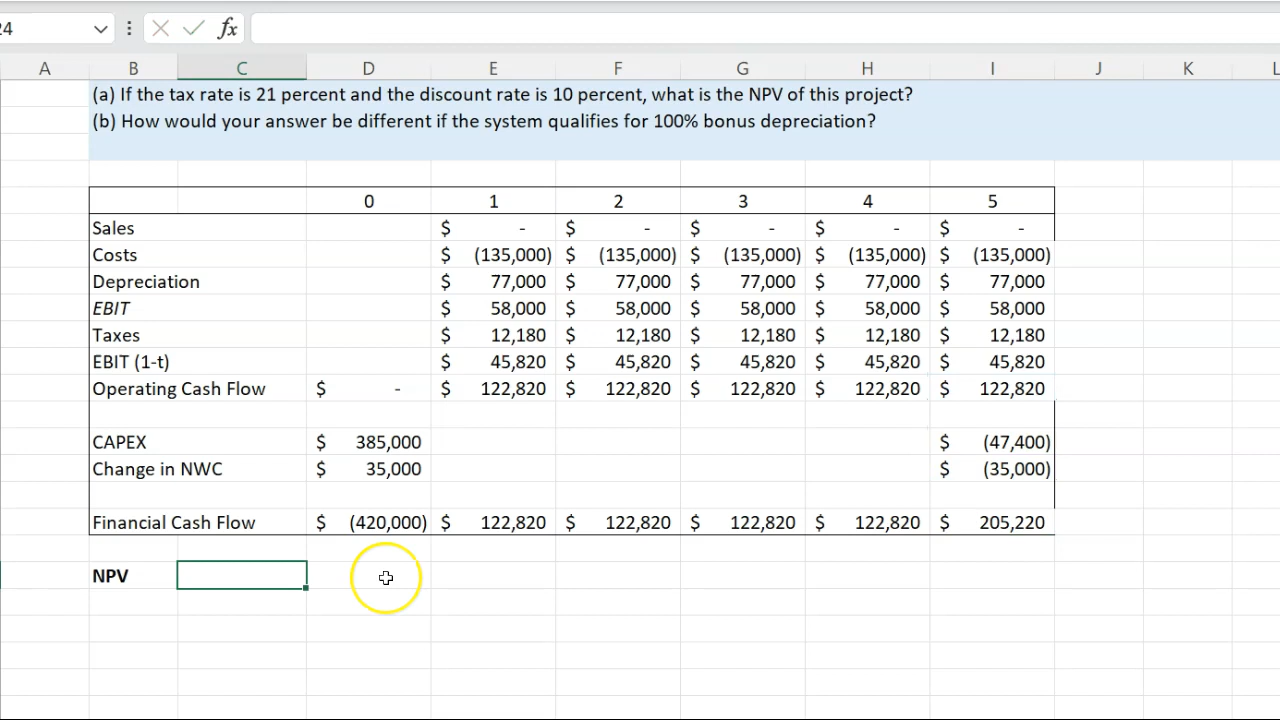 24 fx
A B C D E F G H I J K L
(a) If the tax rate is 21 percent and the discount rate is 10 percent, what is the NPV of this project?
(b) How would your answer be different if the system qualifies for 100% bonus depreciation?
0 1 2 3 4 5
Sales $ - $ - $ - $ - $ -
Costs $ (135,000) $ (135,000) $ (135,000) $ (135,000) $ (135,000)
Depreciation $ 77,000 $ 77,000 $ 77,000 $ 77,000 $ 77,000
EBIT $ 58,000 $ 58,000 $ 58,000 $ 58,000 $ 58,000
Taxes $ 12,180 $ 12,180 $ 12,180 $ 12,180 $ 12,180
EBIT (1-t) $ 45,820 $ 45,820 $ 45,820 $ 45,820 $ 45,820
Operating Cash Flow $ - $ 122,820 $ 122,820 $ 122,820 $ 122,820 $ 122,820
CAPEX $ 385,000 $ (47,400)
Change in NWC $ 35,000 $ (35,000)
Financial Cash Flow $ (420,000) $ 122,820 $ 122,820 $ 122,820 $ 122,820 $ 205,220
NPV